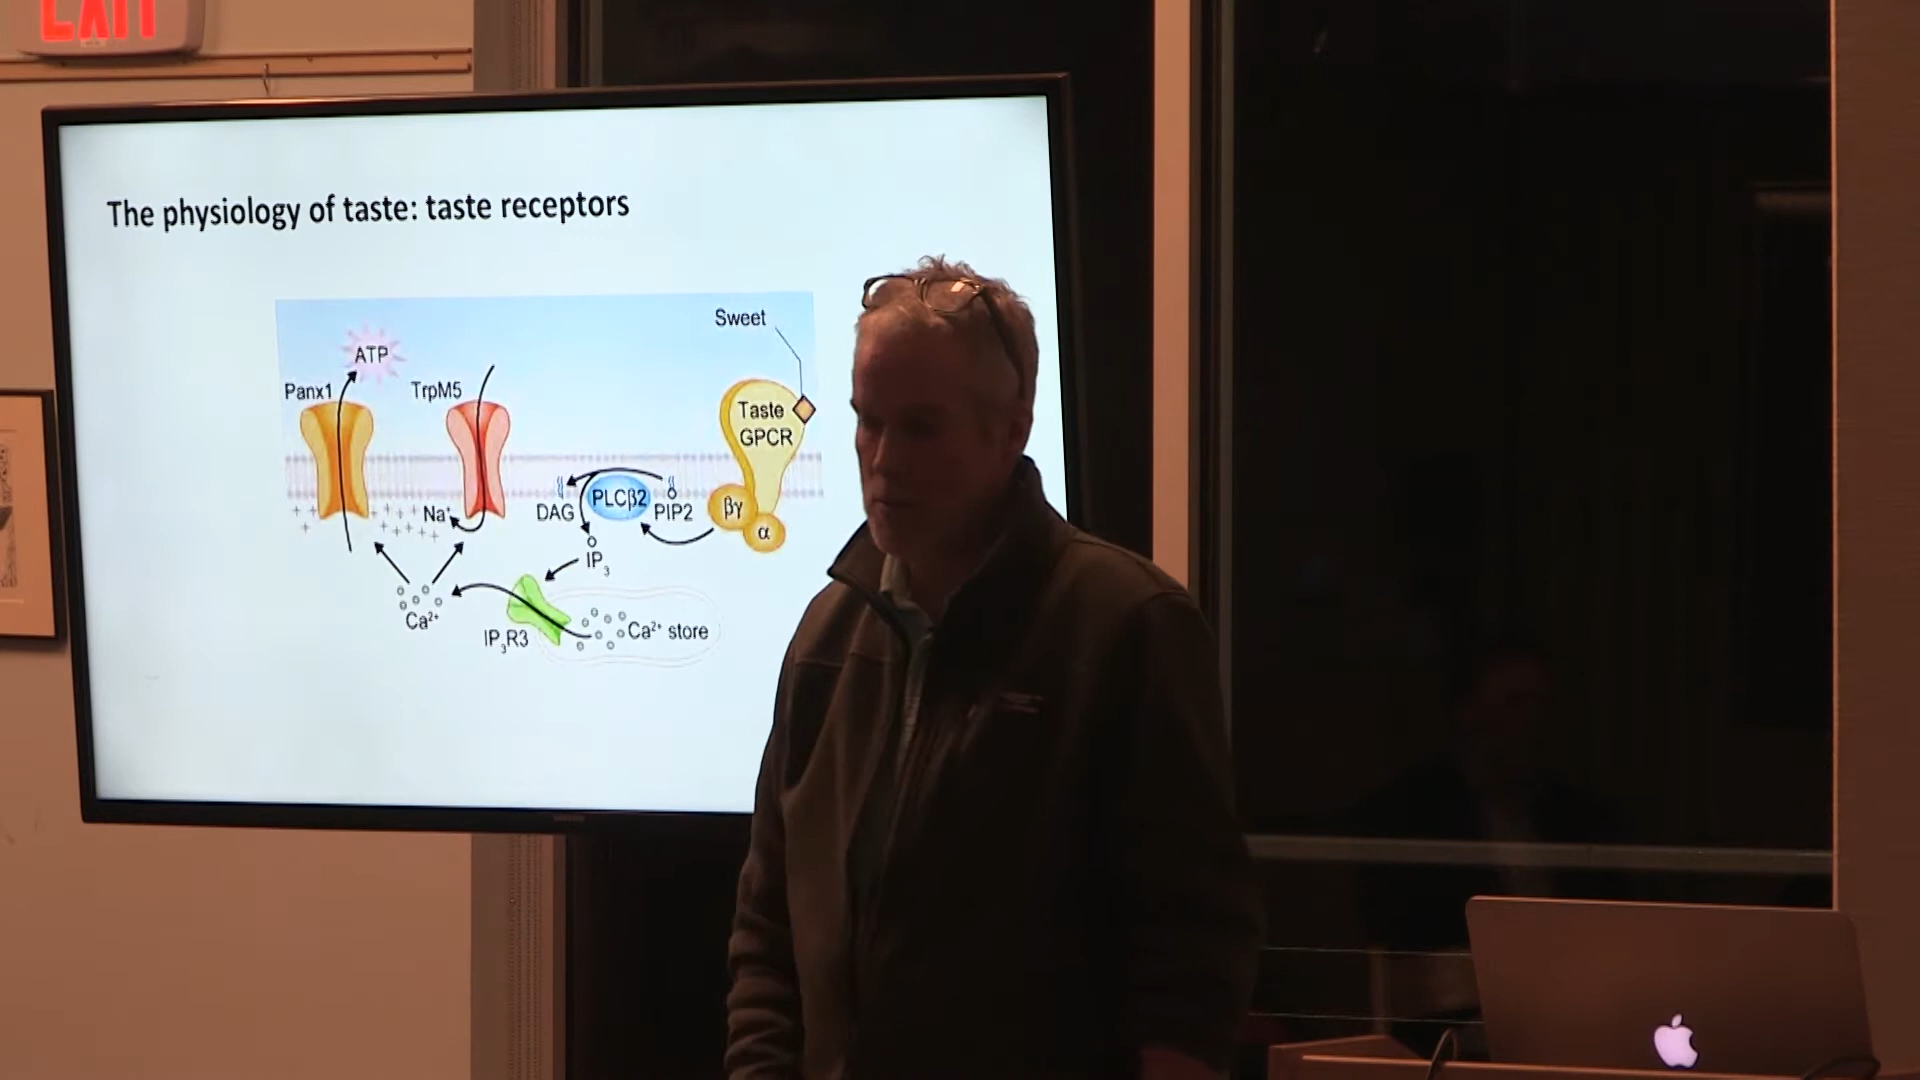 EXIT
The physiology of taste: taste receptors
Sweet
ATP
Panx1
TrpM5
Taste
GPCR
Na⁺
DAG
PLCβ2
PIP2
βγ
α
IP₃
Ca²⁺
IP₃R3
Ca²⁺ store
SAMSUNG